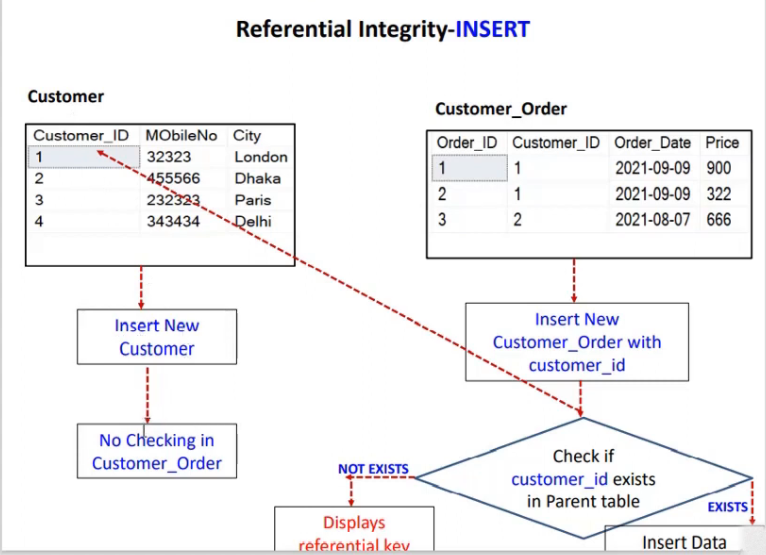 Referential Integrity-INSERT
Customer
Customer_ID MObileNo City
1 32323 London
2 455566 Dhaka
3 232323 Paris
4 343434 Delhi
Customer_Order
Order_ID Customer_ID Order_Date Price
1 1 2021-09-09 900
2 1 2021-09-09 322
3 2 2021-08-07 666
Insert New
Customer
No Checking in
Customer_Order
Insert New
Customer_Order with
customer_id
Check if
customer_id exists
in Parent table
NOT EXISTS
Displays
referential key
EXISTS
Insert Data